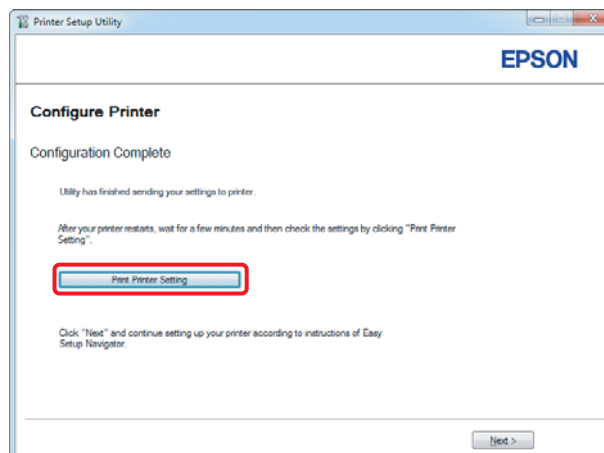 Printer Setup Utility
EPSON
Configure Printer
Configuration Complete
Utility has finished sending your settings to printer.
After your printer restarts, wait for a few minutes and then check the settings by clicking "Print Printer
Setting".
Print Printer Setting
Click "Next" and continue setting up your printer according to instructions of Easy
Setup Navigator.
Next >